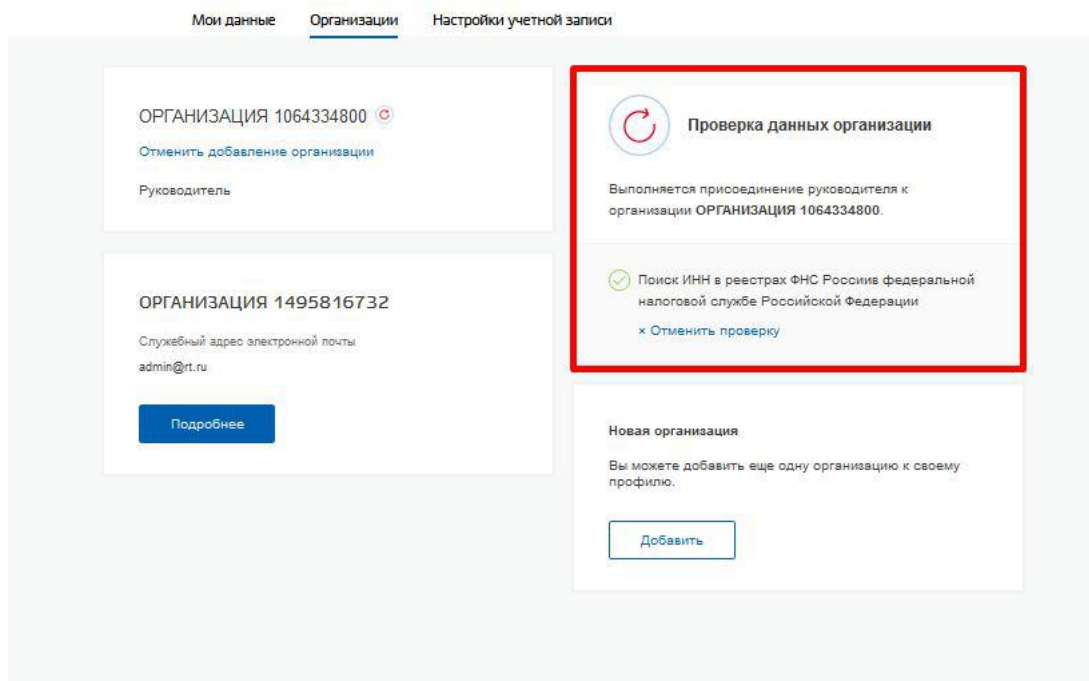 Мои данные Организации Настройки учетной записи
ОРГАНИЗАЦИЯ 1064334800
Отменить добавление организации
Руководитель
ОРГАНИЗАЦИЯ 1495816732
Служебный адрес электронной почты
admin@rt.ru
Подробнее
Проверка данных организации
Выполняется присоединение руководителя к
организации ОРГАНИЗАЦИЯ 1064334800.
Поиск ИНН в реестрах ФНС Россиив федеральной
налоговой службе Российской Федерации
× Отменить проверку
Новая организация
Вы можете добавить еще одну организацию к своему
профилю.
Добавить